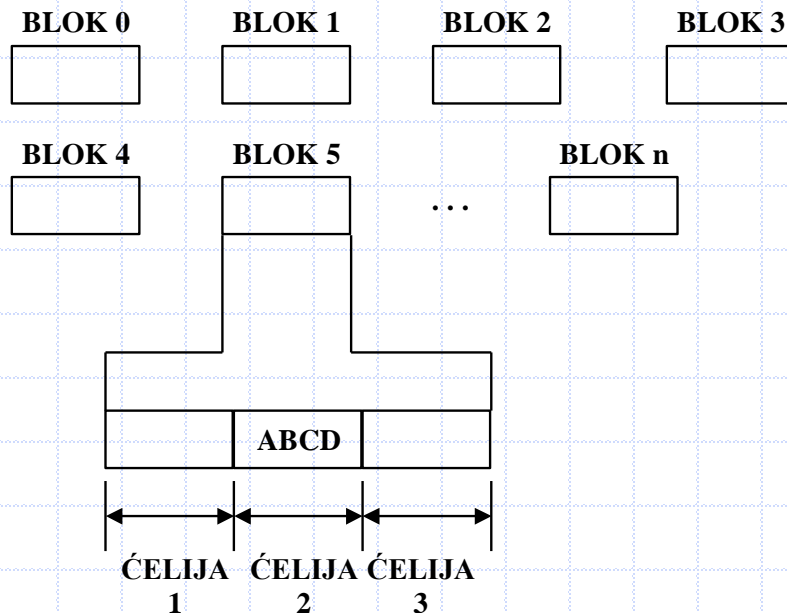 BLOK 0 BLOK 1 BLOK 2 BLOK 3
BLOK 4 BLOK 5 BLOK n
...
ABCD
ĆELIJA ĆELIJA ĆELIJA
1 2 3